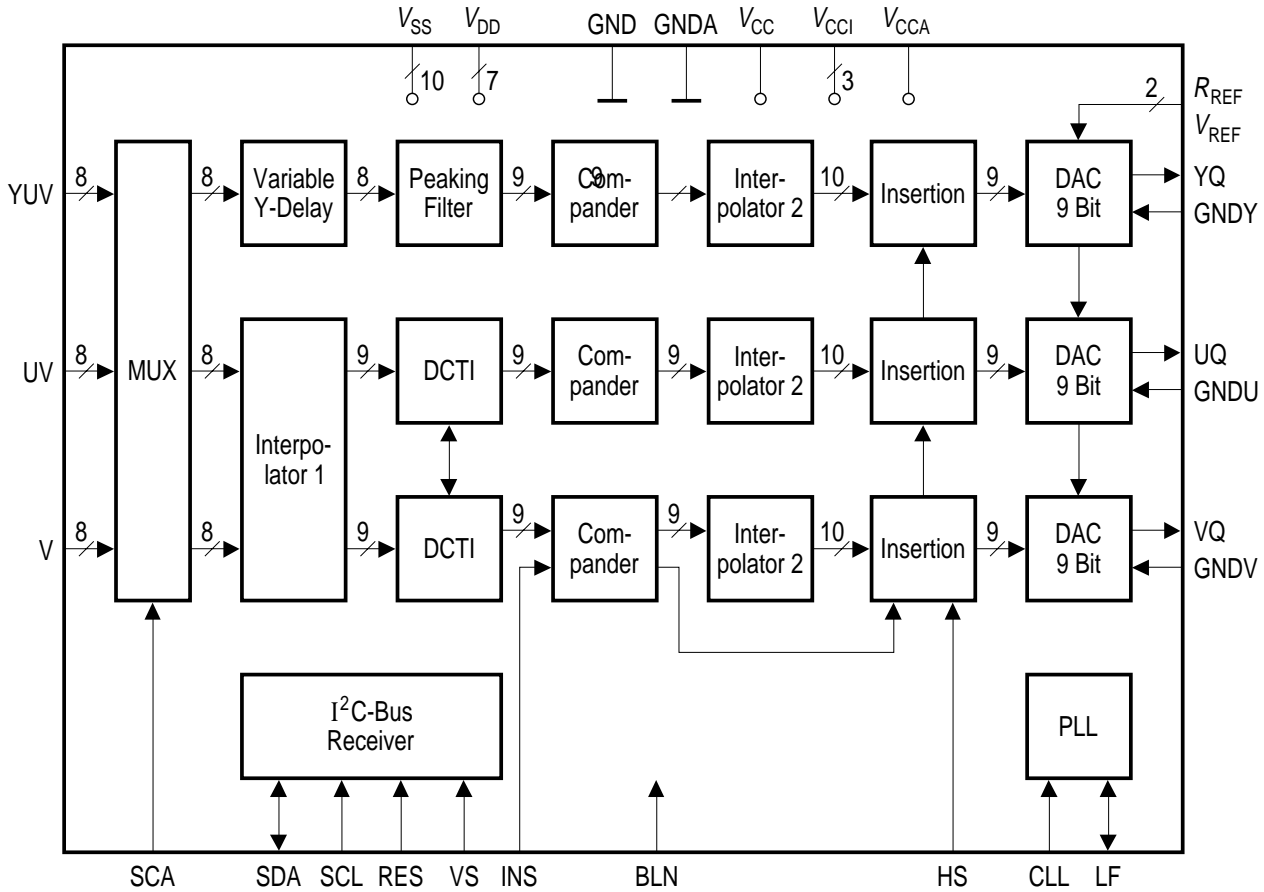 VSS VDD GND GNDA VCC VCCI VCCA
10 7 3
2 RREF
VREF
YUV 8 8 Variable
Y-Delay 8 Peaking
Filter 9 Com-
pander 9 Inter-
polator 2 10 Insertion 9 DAC
9 Bit YQ
GNDY
UV 8 MUX 8 9 DCTI 9 Com-
pander 9 Inter-
polator 2 10 Insertion 9 DAC
9 Bit UQ
GNDU
Interpo-
lator 1
V 8 8 9 DCTI 9 Com-
pander 9 Inter-
polator 2 10 Insertion 9 DAC
9 Bit VQ
GNDV
I²C-Bus
Receiver
PLL
SCA SDA SCL RES VS INS BLN HS CLL LF